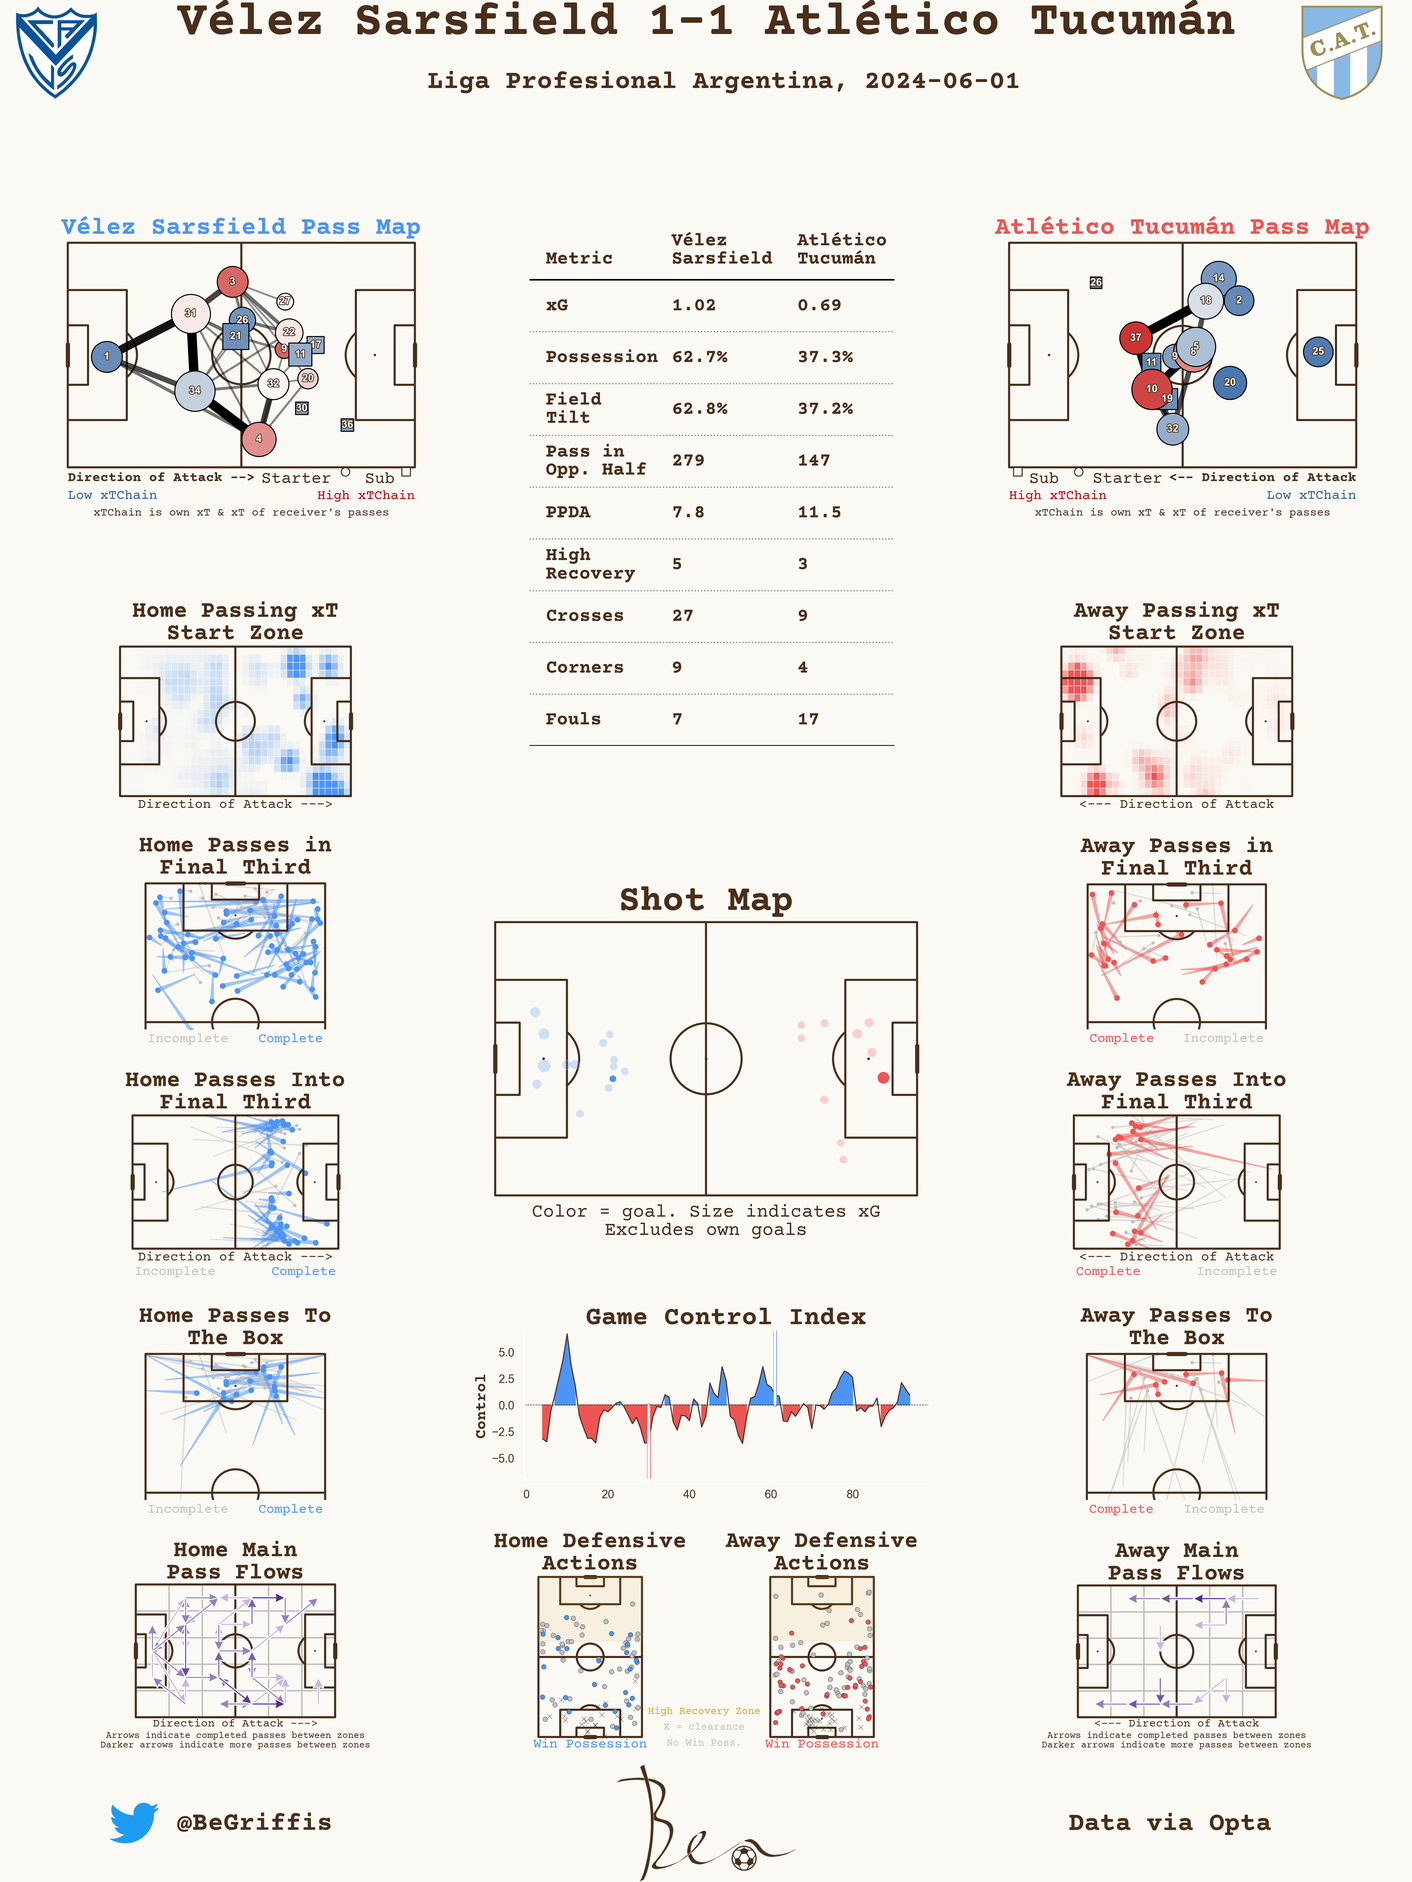 Vélez Sarsfield 1-1 Atlético Tucumán
Liga Profesional Argentina, 2024-06-01
C.A.T.
Vélez Sarsfield Pass Map
3
27
31
26
22
21
17
9
11
1
20
32
34
30
36
4
Direction of Attack --> Starter Sub
Low xTChain High xTChain
xTChain is own xT & xT of receiver's passes
Metric Vélez Sarsfield Atlético Tucumán
xG 1.02 0.69
Possession 62.7% 37.3%
Field Tilt 62.8% 37.2%
Pass in Opp. Half 279 147
PPDA 7.8 11.5
High Recovery 5 3
Crosses 27 9
Corners 9 4
Fouls 7 17
Atlético Tucumán Pass Map
26
14
18
2
37
5
8
9
11
25
10
20
19
32
Sub Starter <-- Direction of Attack
High xTChain Low xTChain
xTChain is own xT & xT of receiver's passes
Home Passing xT
Start Zone
Direction of Attack --->
Away Passing xT
Start Zone
<--- Direction of Attack
Home Passes in
Final Third
Incomplete Complete
Away Passes in
Final Third
Complete Incomplete
Shot Map
Color = goal. Size indicates xG
Excludes own goals
Home Passes Into
Final Third
Direction of Attack --->
Incomplete Complete
Away Passes Into
Final Third
<--- Direction of Attack
Complete Incomplete
Home Passes To
The Box
Incomplete Complete
Game Control Index
Control
5.0
2.5
0.0
−2.5
−5.0
0 20 40 60 80
Away Passes To
The Box
Complete Incomplete
Home Main
Pass Flows
Direction of Attack --->
Arrows indicate completed passes between zones
Darker arrows indicate more passes between zones
Home Defensive
Actions
Win Possession
High Recovery Zone
X = clearance
No Win Poss.
Away Defensive
Actions
Win Possession
Away Main
Pass Flows
<--- Direction of Attack
Arrows indicate completed passes between zones
Darker arrows indicate more passes between zones
@BeGriffis
Ben
Data via Opta